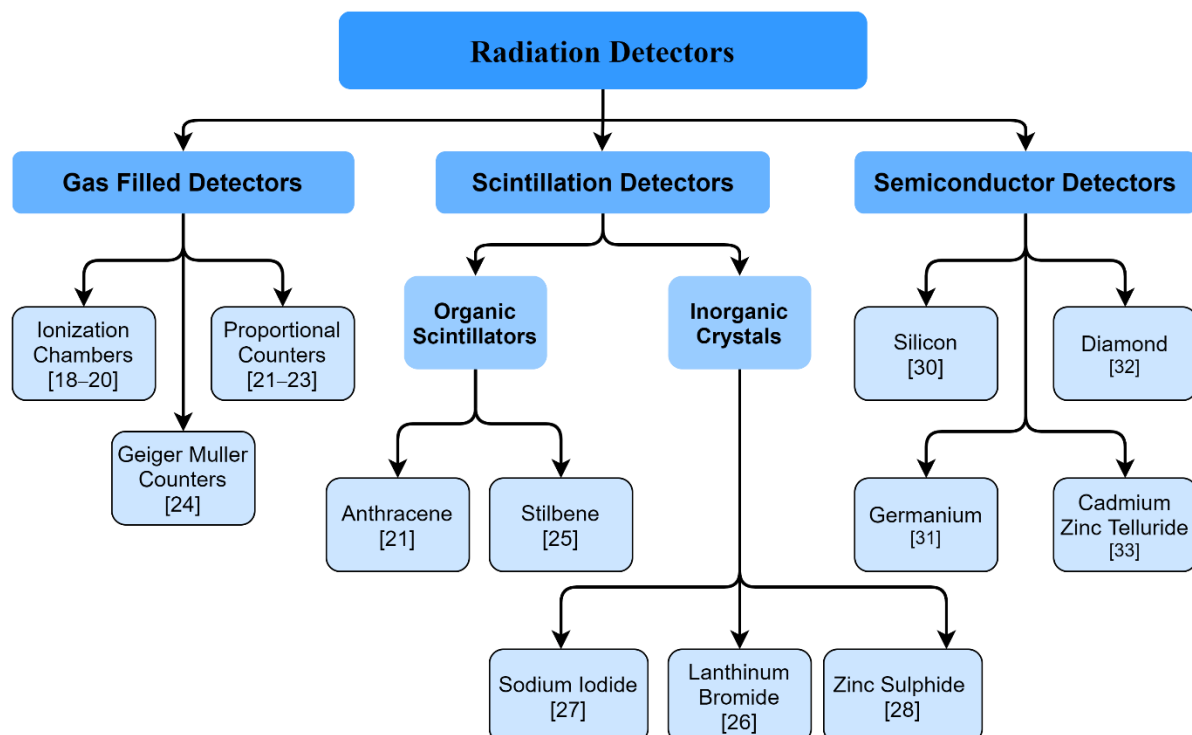 Radiation Detectors
Gas Filled Detectors
Scintillation Detectors
Semiconductor Detectors
Ionization
Chambers
[18–20]
Proportional
Counters
[21–23]
Geiger Muller
Counters
[24]
Organic
Scintillators
Inorganic
Crystals
Anthracene
[21]
Stilbene
[25]
Sodium Iodide
[27]
Lanthinum
Bromide
[26]
Zinc Sulphide
[28]
Silicon
[30]
Diamond
[32]
Germanium
[31]
Cadmium
Zinc Telluride
[33]